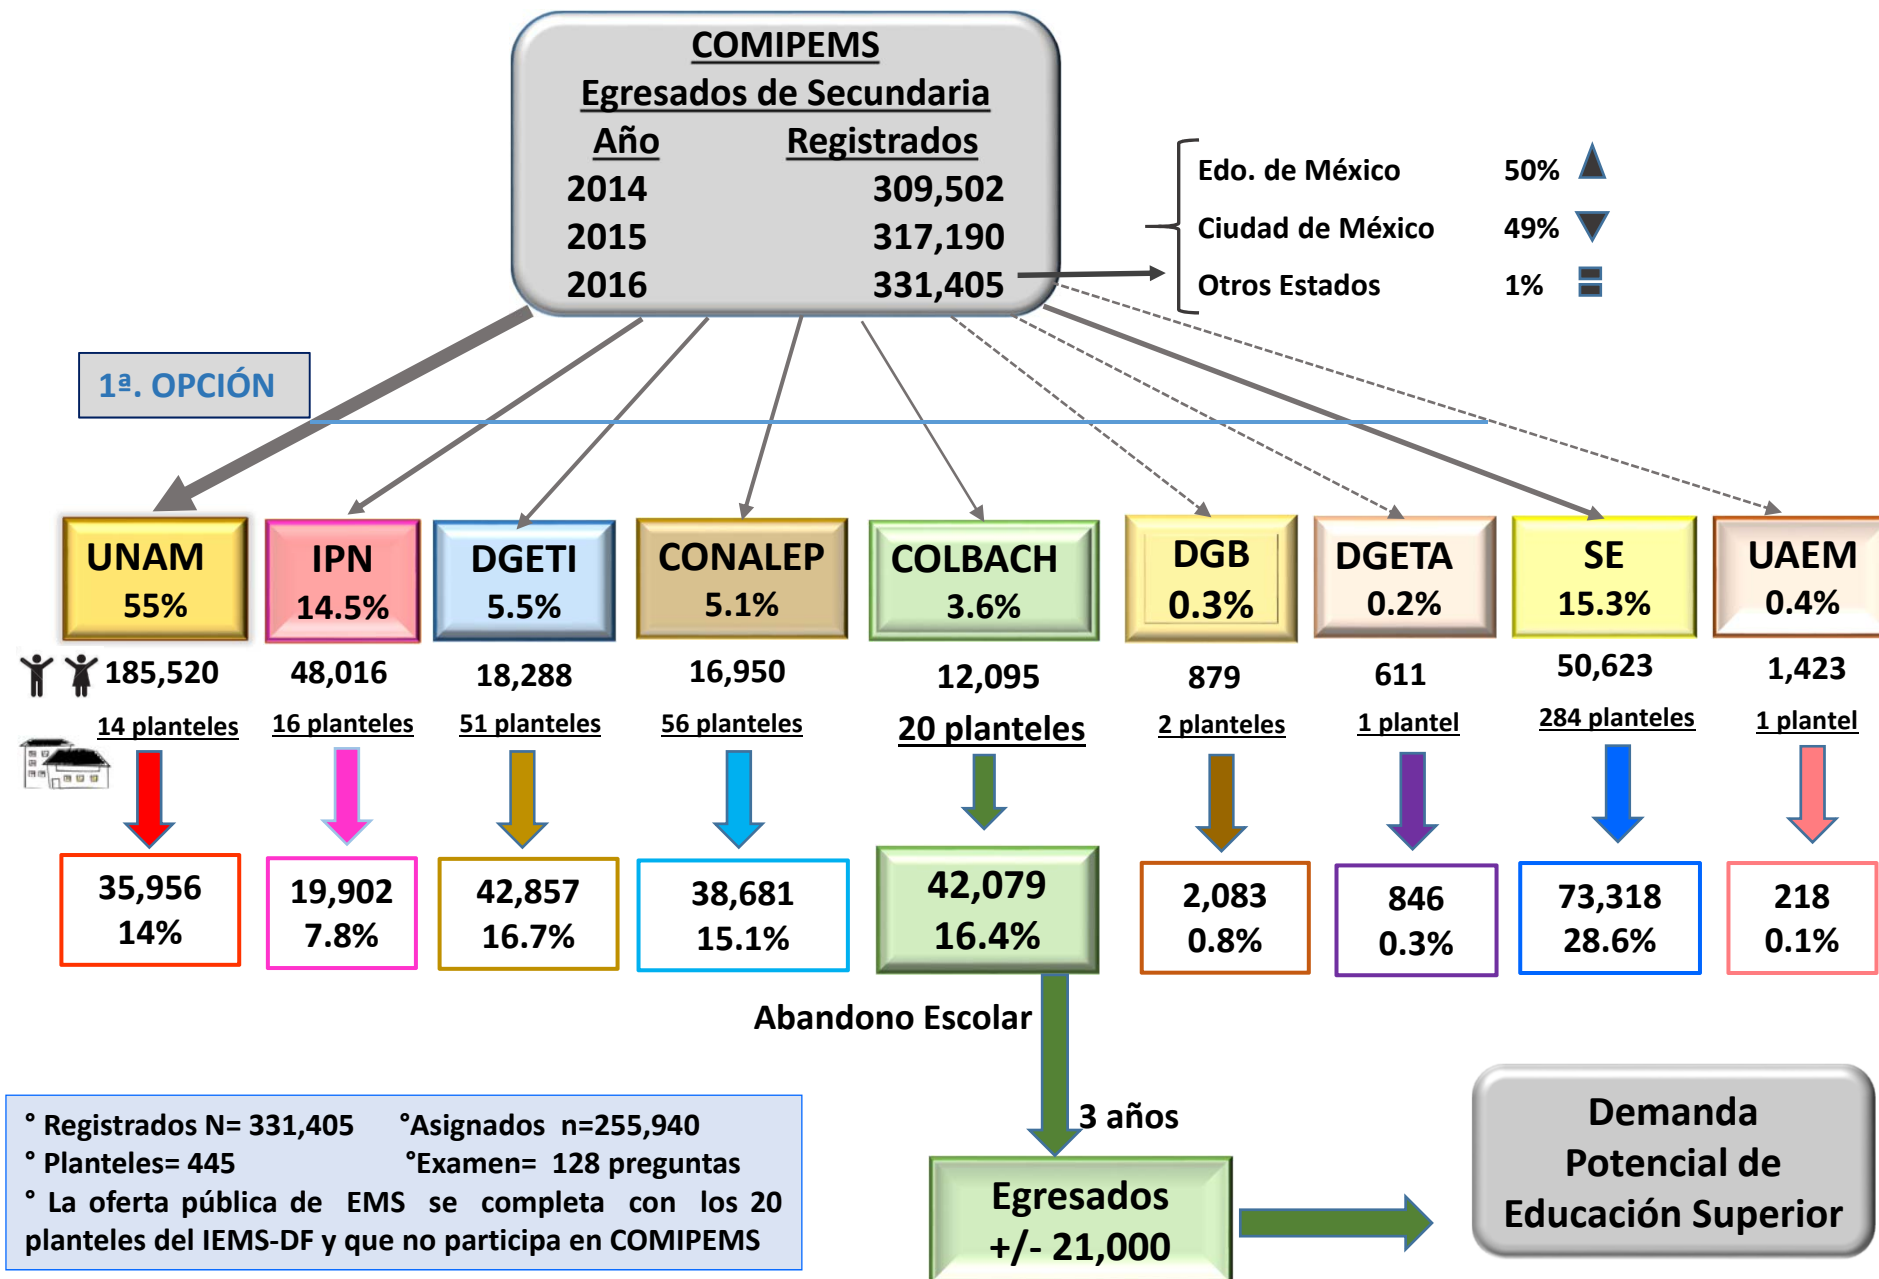 COMIPEMS
Egresados de Secundaria
Año Registrados
2014 309,502
2015 317,190
2016 331,405
Edo. de México 50%
Ciudad de México 49%
Otros Estados 1%
1ª. OPCIÓN
UNAM
55%
IPN
14.5%
DGETI
5.5%
CONALEP
5.1%
COLBACH
3.6%
DGB
0.3%
DGETA
0.2%
SE
15.3%
UAEM
0.4%
185,520 48,016 18,288 16,950 12,095 879 611 50,623 1,423
14 planteles 16 planteles 51 planteles 56 planteles 20 planteles 2 planteles 1 plantel 284 planteles 1 plantel
35,956
14%
19,902
7.8%
42,857
16.7%
38,681
15.1%
42,079
16.4%
2,083
0.8%
846
0.3%
73,318
28.6%
218
0.1%
Abandono Escolar
3 años
° Registrados N= 331,405 °Asignados n=255,940
° Planteles= 445 °Examen= 128 preguntas
° La oferta pública de EMS se completa con los 20
planteles del IEMS-DF y que no participa en COMIPEMS
Egresados
+/- 21,000
Demanda
Potencial de
Educación Superior